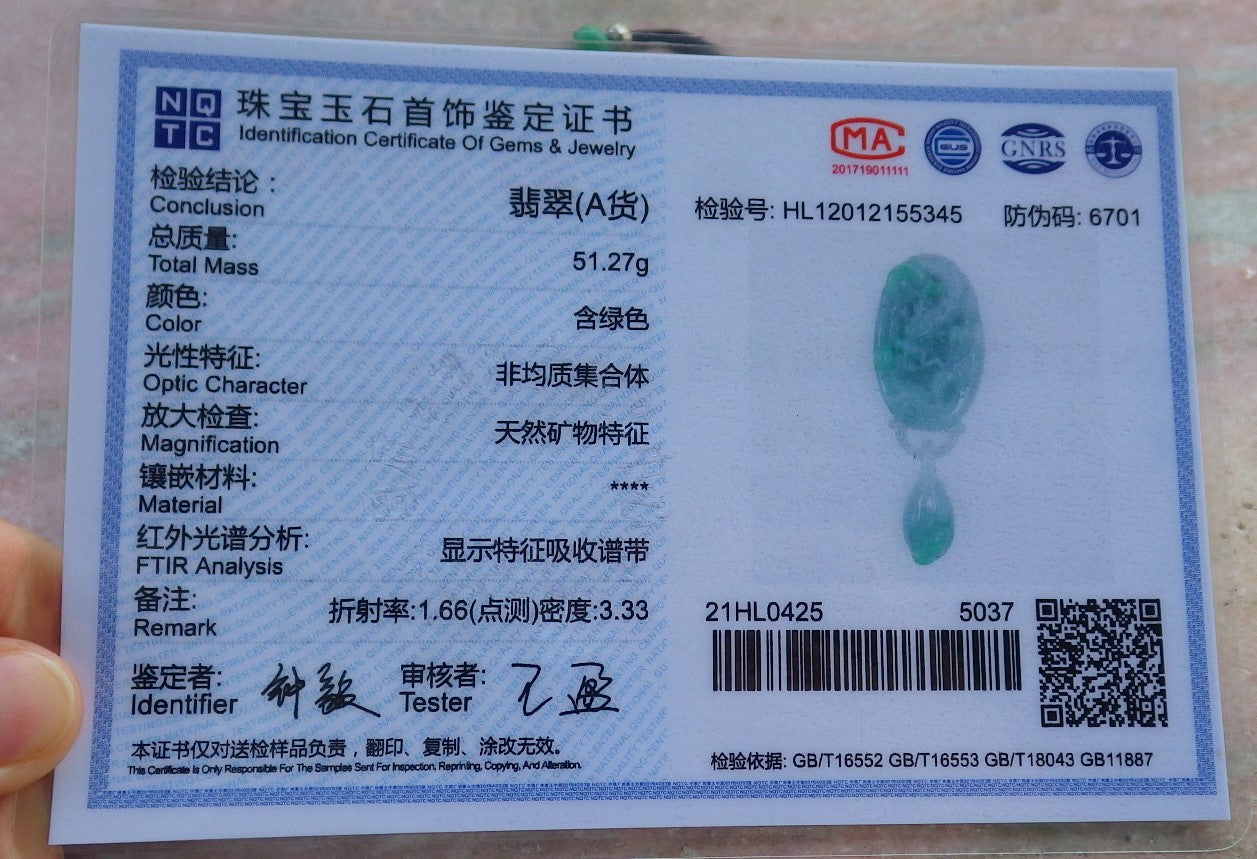 NQ
TC
珠宝玉石首饰鉴定证书
Identification Certificate Of Gems & Jewelry
检验结论：
Conclusion
翡翠(A货)
总质量:
Total Mass
51.27g
颜色:
Color
含绿色
光性特征:
Optic Character
非均质集合体
放大检查:
Magnification
天然矿物特征
镶嵌材料:
Material
****
红外光谱分析:
FTIR Analysis
显示特征吸收谱带
备注:
Remark
折射率:1.66(点测)密度:3.33
鉴定者:
Identifier
审核者:
Tester
本证书仅对送检样品负责，翻印、复制、涂改无效。
This Certificate is Only Responsible For The Samples Sent For Inspection, Reprinting, Copying, And Alteration.
MA
201719011111
GUS
GNRS
检验号: HL12012155345
防伪码: 6701
21HL0425
5037
检验依据: GB/T16552 GB/T16553 GB/T18043 GB11887